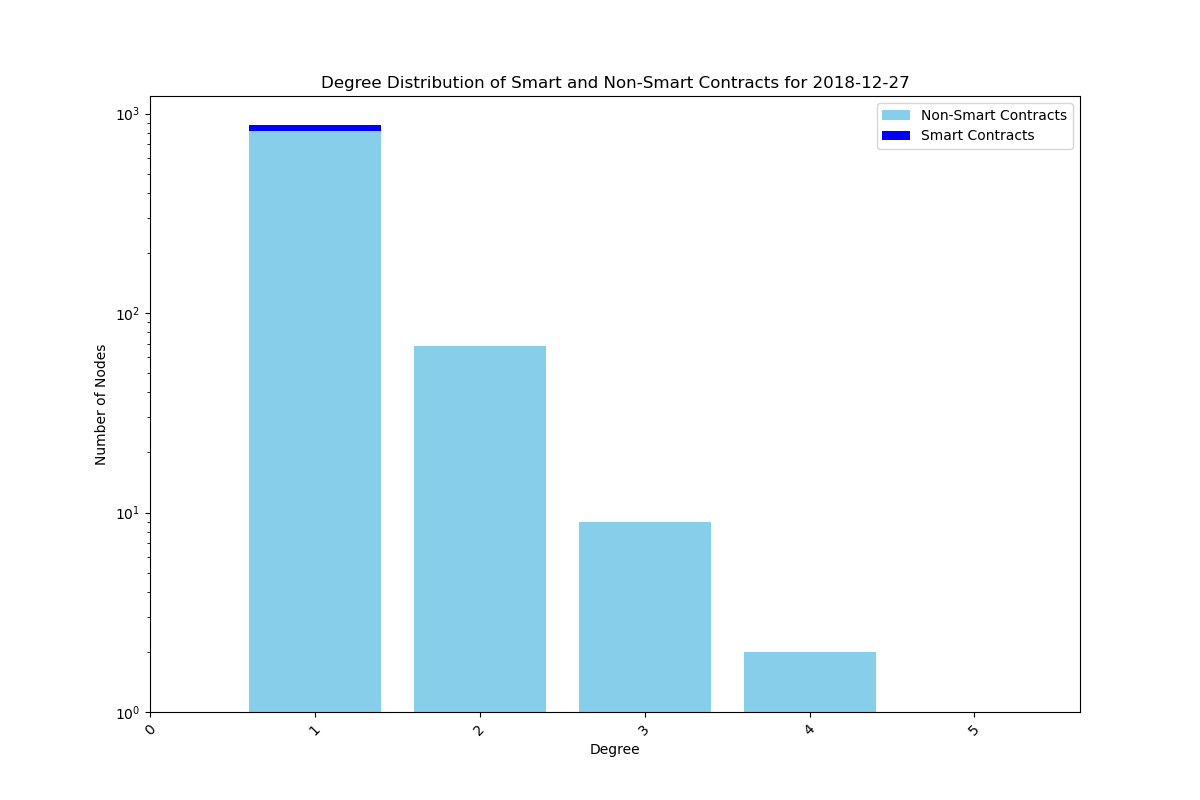 Degree Distribution of Smart and Non-Smart Contracts for 2018-12-27
Non-Smart Contracts
Smart Contracts
Number of Nodes
10³
10²
10¹
10⁰
0 1 2 3 4 5
Degree